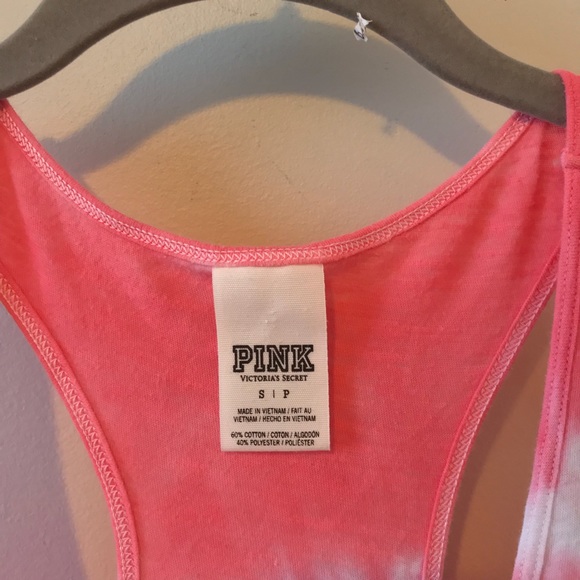 PINK
VICTORIA'S SECRET
S | P
MADE IN VIETNAM / FAIT AU
VIETNAM / HECHO EN VIETNAM
60% COTTON / COTON / ALGODÓN
40% POLYESTER / POLIÉSTER